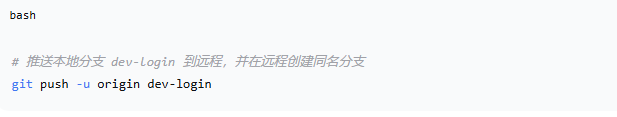 bash
# 推送本地分支 dev-login 到远程，并在远程创建同名分支
git push -u origin dev-login